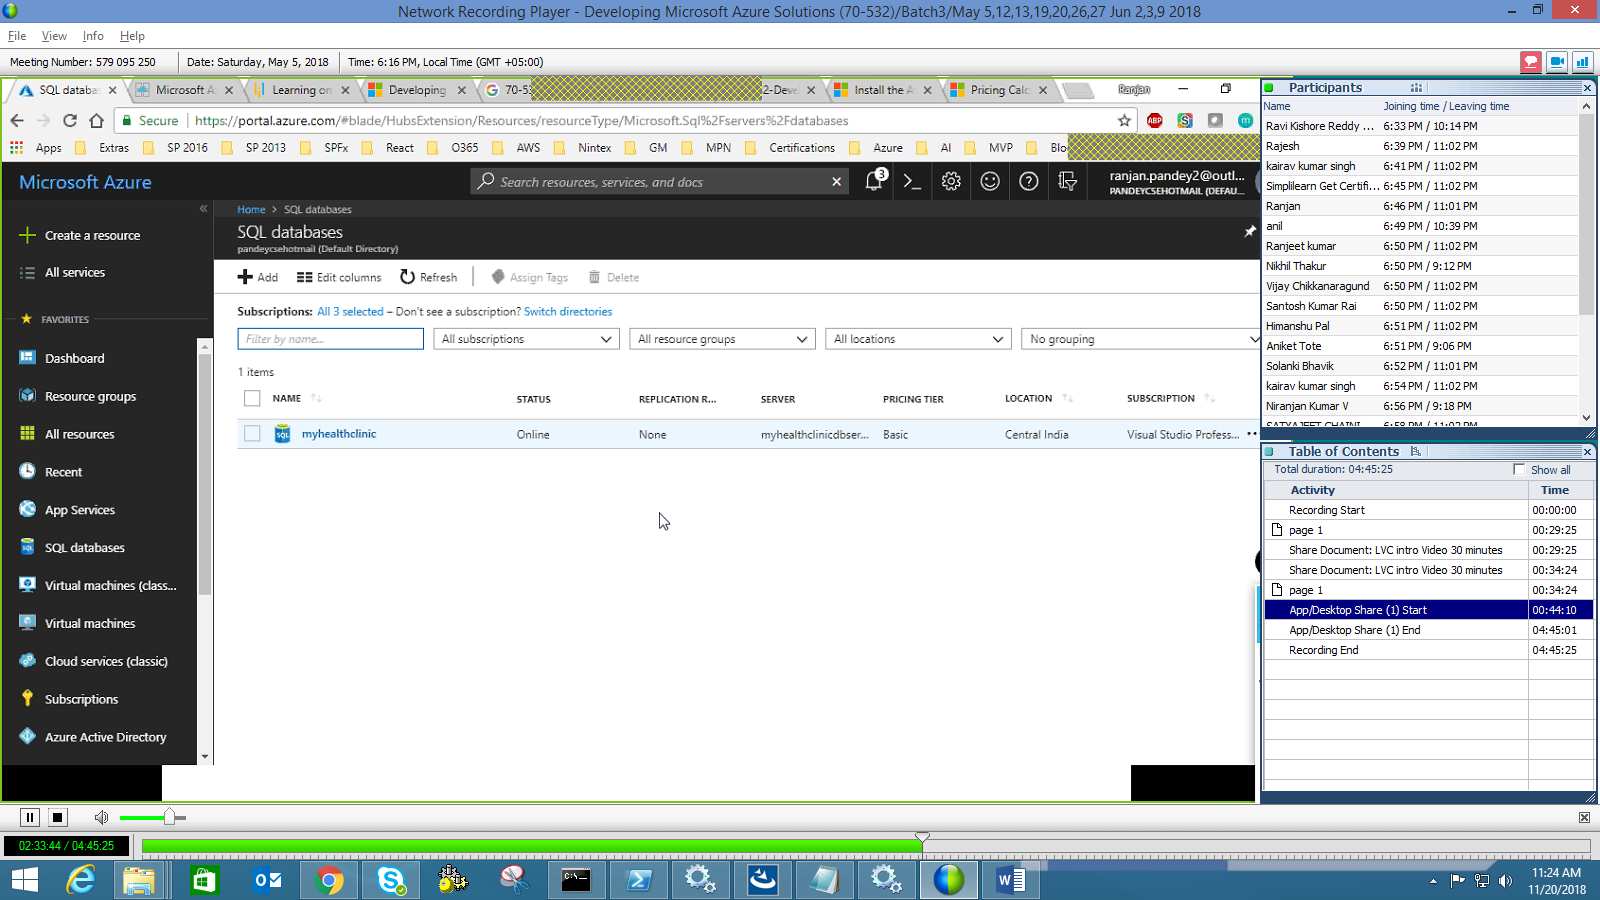 Network Recording Player - Developing Microsoft Azure Solutions (70-532)/Batch3/May 5,12,13,19,20,26,27 Jun 2,3,9 2018
File View Info Help
Meeting Number: 579 095 250 Date: Saturday, May 5, 2018 Time: 6:16 PM, Local Time (GMT +05:00)
SQL databa Microsoft A Learning on Developing 70-53 2-Devel Install the A Pricing Calc Ranjan
Secure https://portal.azure.com/#blade/HubsExtension/Resources/resourceType/Microsoft.Sql%2Fservers%2Fdatabases
Apps Extras SP 2016 SP 2013 SPFx React O365 AWS Nintex GM MPN Certifications Azure AI MVP Blo
Microsoft Azure
Search resources, services, and docs
3
ranjan.pandey2@outl...
PANDEYCSEHOTMAIL (DEFAU...
Create a resource
All services
FAVORITES
Dashboard
Resource groups
All resources
Recent
App Services
SQL databases
Virtual machines (class...
Virtual machines
Cloud services (classic)
Subscriptions
Azure Active Directory
Home > SQL databases
SQL databases
pandeycsehotmail (Default Directory)
Add Edit columns Refresh Assign Tags Delete
Subscriptions: All 3 selected – Don't see a subscription? Switch directories
Filter by name... All subscriptions All resource groups All locations No grouping
1 items
NAME STATUS REPLICATION R... SERVER PRICING TIER LOCATION SUBSCRIPTION
SQL myhealthclinic Online None myhealthclinicdbser... Basic Central India Visual Studio Profess...
Participants
Name Joining time / Leaving time
Ravi Kishore Reddy ... 6:33 PM / 10:14 PM
Rajesh 6:39 PM / 11:02 PM
kairav kumar singh 6:41 PM / 11:02 PM
Simplilearn Get Certifi... 6:45 PM / 11:02 PM
Ranjan 6:46 PM / 11:01 PM
anil 6:49 PM / 10:39 PM
Ranjeet kumar 6:50 PM / 11:02 PM
Nikhil Thakur 6:50 PM / 9:12 PM
Vijay Chikkanaragund 6:50 PM / 11:02 PM
Santosh Kumar Rai 6:50 PM / 11:02 PM
Himanshu Pal 6:51 PM / 11:02 PM
Aniket Tote 6:51 PM / 9:06 PM
Solanki Bhavik 6:52 PM / 11:01 PM
kairav kumar singh 6:54 PM / 11:02 PM
Niranjan Kumar V 6:56 PM / 9:18 PM
SATYAJEET CHAINI 6:58 PM / 11:02 PM
Table of Contents
Total duration: 04:45:25 Show all
Activity Time
Recording Start 00:00:00
page 1 00:29:25
Share Document: LVC intro Video 30 minutes 00:29:25
Share Document: LVC intro Video 30 minutes 00:34:24
page 1 00:34:24
App/Desktop Share (1) Start 00:44:10
App/Desktop Share (1) End 04:45:01
Recording End 04:45:25
02:33:44 / 04:45:25
11:24 AM
11/20/2018